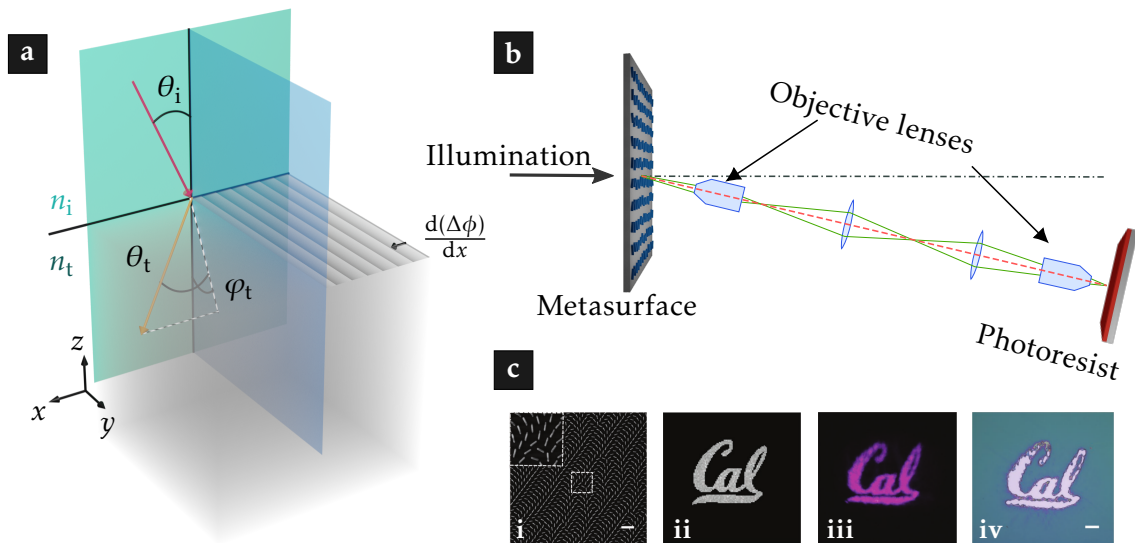 a
θi
ni
nt
θt
φt
d(Δϕ)
dx
z
x
y
b
Objective lenses
Illumination
Metasurface
Photoresist
c
i
ii
Cal
iii
Cal
iv
Cal